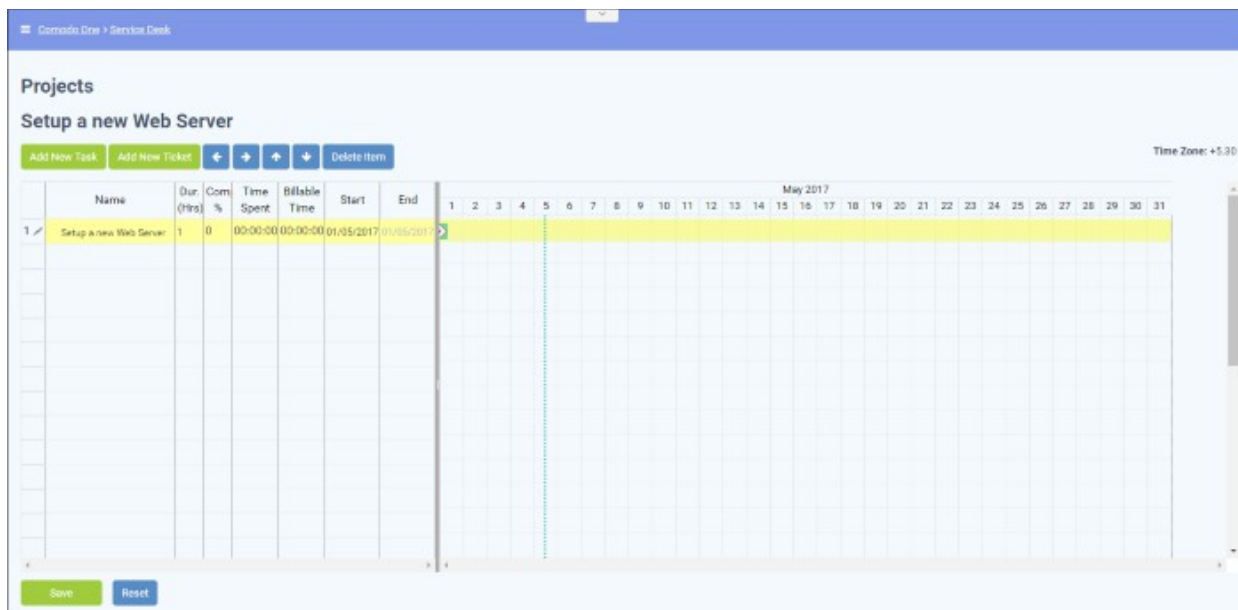 Comodo One > Service Desk
Projects
Setup a new Web Server
Add New Task Add New Ticket Delete Item
Time Zone: +5.30
Name Dur. (Hrs) Com % Time Spent Billable Time Start End
May 2017
1 2 3 4 5 6 7 8 9 10 11 12 13 14 15 16 17 18 19 20 21 22 23 24 25 26 27 28 29 30 31
1 Setup a new Web Server 1 0 00:00:00 00:00:00 01/05/2017 01/05/2017
Save Reset